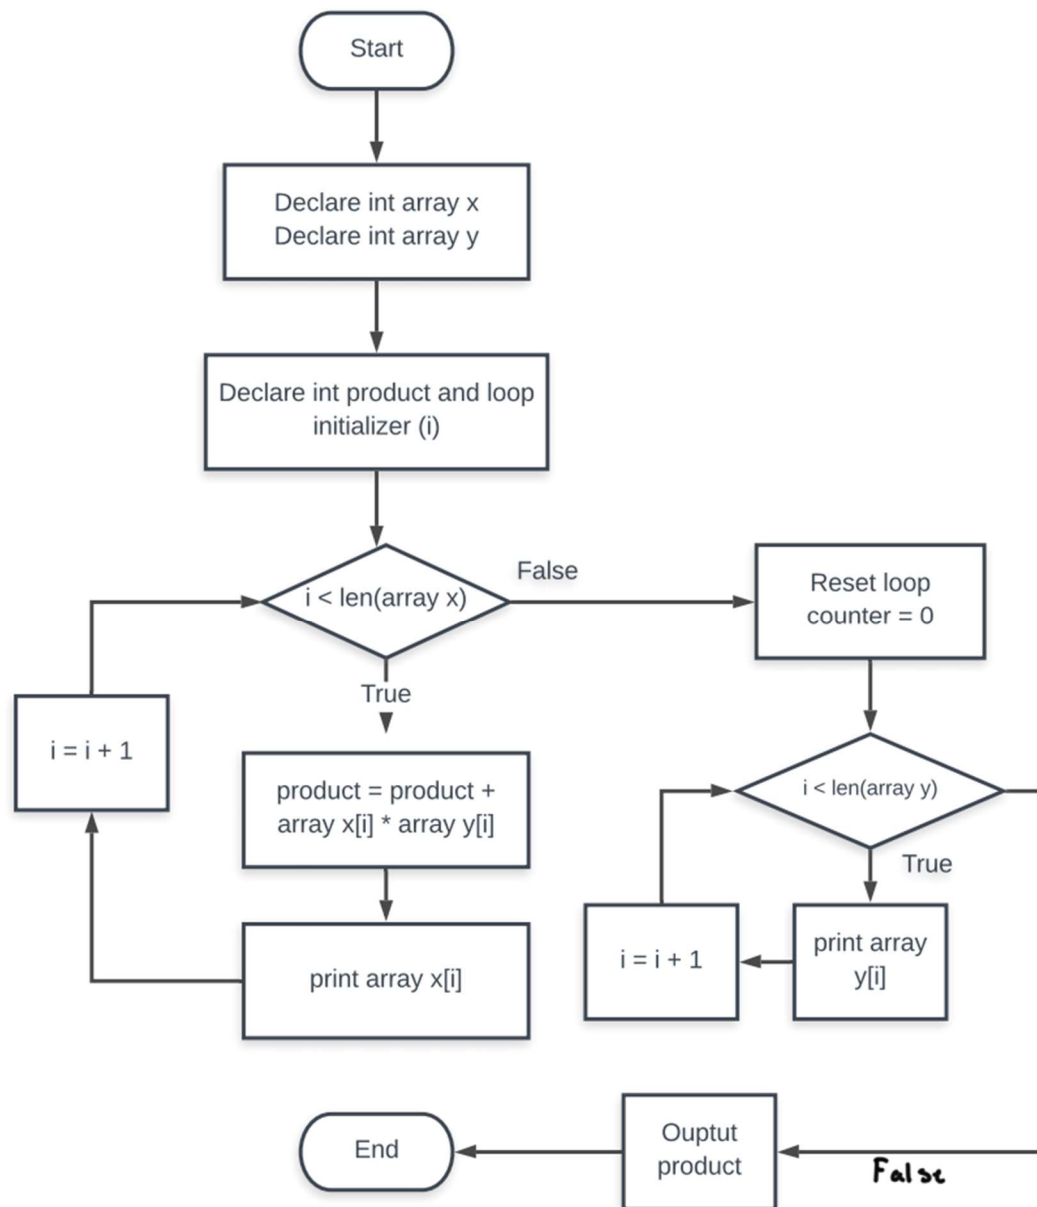 Start
Declare int array x
Declare int array y
Declare int product and loop
initializer (i)
i < len(array x)
False
True
product = product +
array x[i] * array y[i]
print array x[i]
i = i + 1
Reset loop
counter = 0
i < len(array y)
True
print array
y[i]
i = i + 1
False
Ouptut
product
End